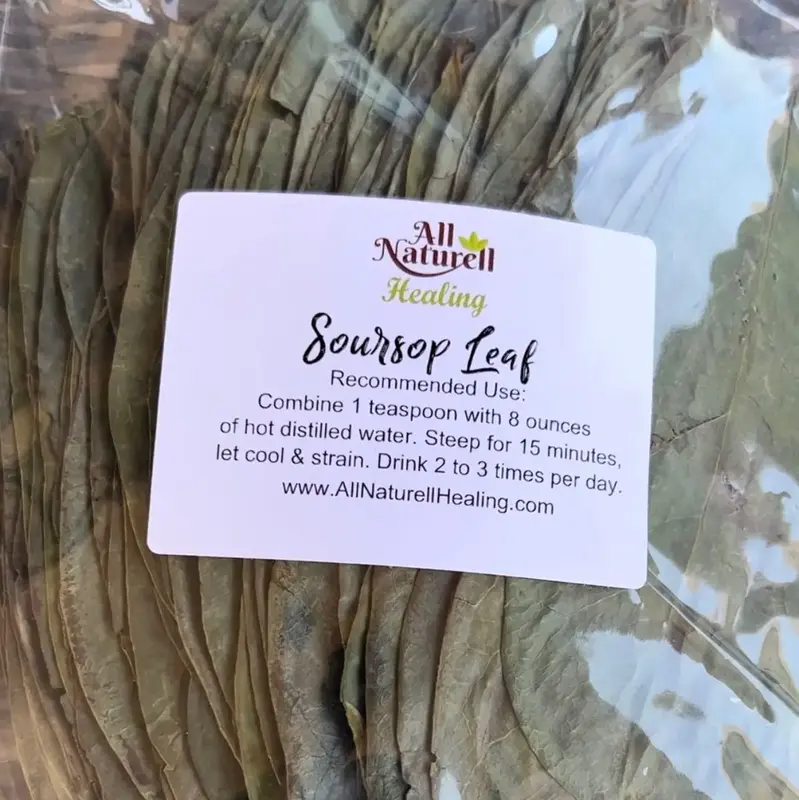 All
Naturell
Healing
Soursop Leaf
Recommended Use:
Combine 1 teaspoon with 8 ounces
of hot distilled water. Steep for 15 minutes,
let cool & strain. Drink 2 to 3 times per day.
www.AllNaturellHealing.com